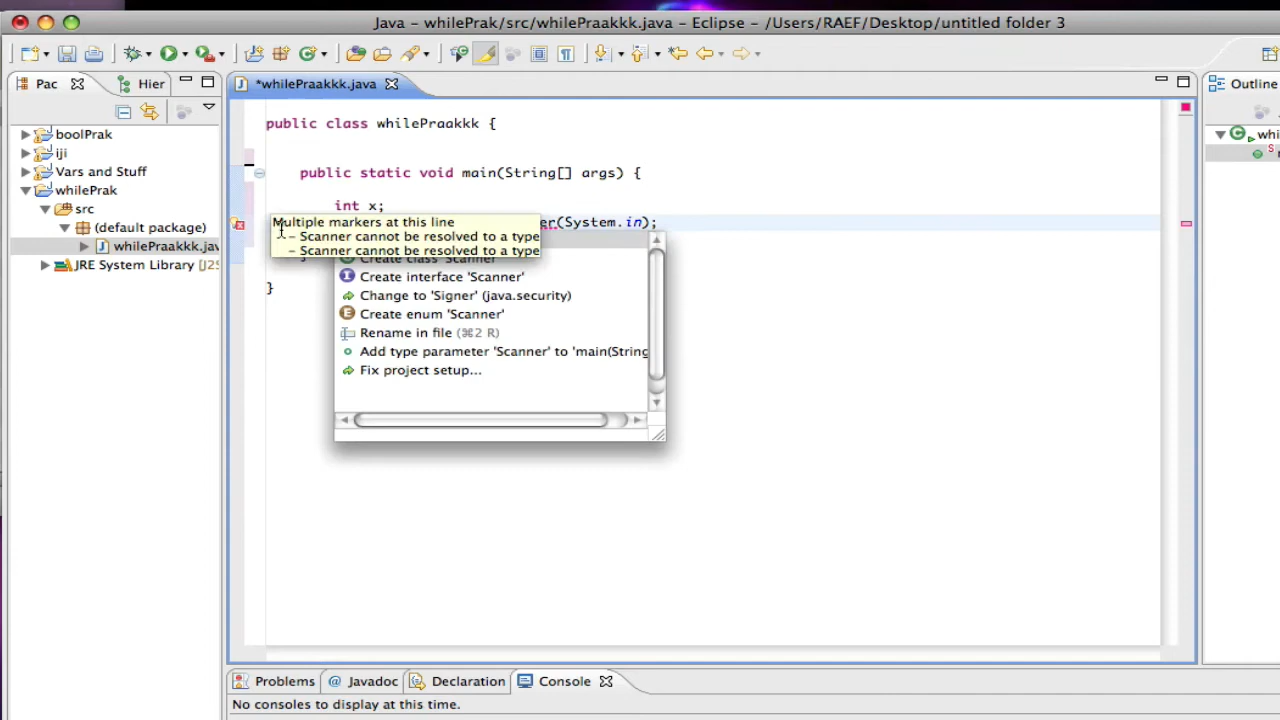 Java – whilePrak/src/whilePraakkk.java – Eclipse – /Users/RAEF/Desktop/untitled folder 3
Pac
Hier
*whilePraakkk.java
Outline
boolPrak
iji
Vars and Stuff
whilePrak
src
(default package)
whilePraakkk.jav
JRE System Library [J2S
public class whilePraakkk {
public static void main(String[] args) {
int x;
er(System.in);
}
Multiple markers at this line
– Scanner cannot be resolved to a type
– Scanner cannot be resolved to a type
Create class 'Scanner'
Create interface 'Scanner'
Change to 'Signer' (java.security)
Create enum 'Scanner'
Rename in file (⌘2 R)
Add type parameter 'Scanner' to 'main(String
Fix project setup...
}
whi
Problems
Javadoc
Declaration
Console
No consoles to display at this time.